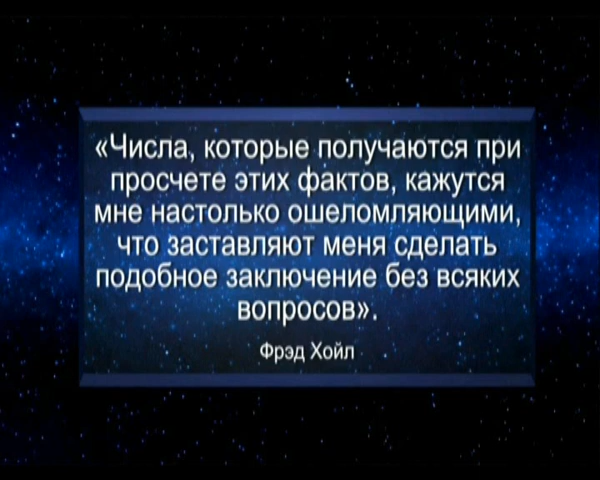 «Числа, которые получаются при
просчете этих фактов, кажутся
мне настолько ошеломляющими,
что заставляют меня сделать
подобное заключение без всяких
вопросов».
Фрэд Хойл